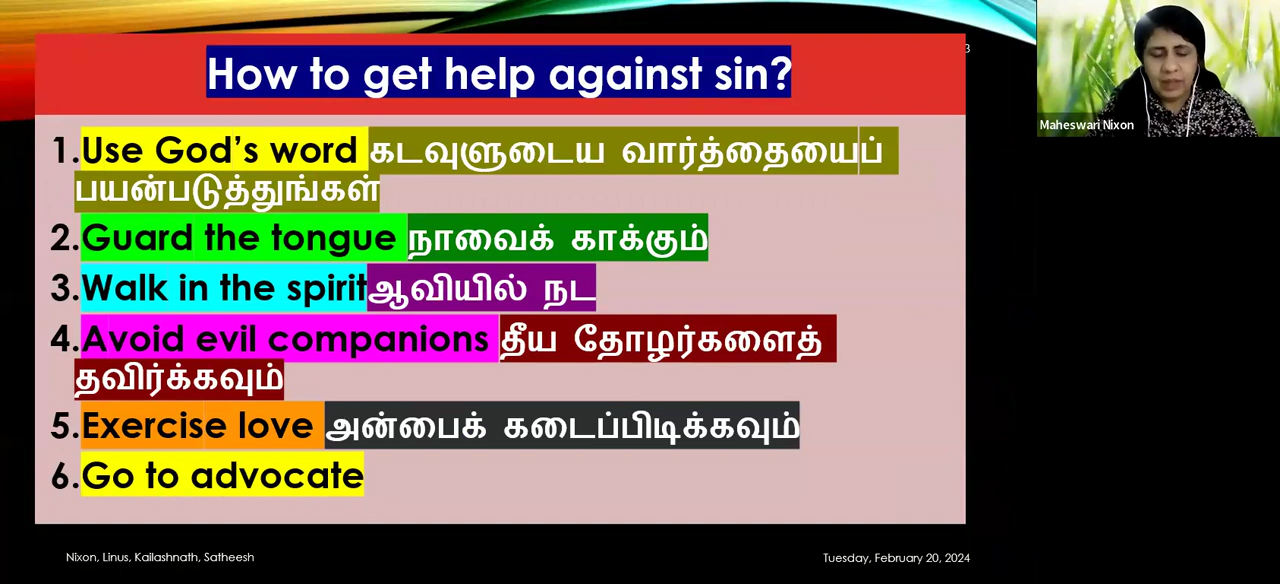 3
How to get help against sin?
Maheswari Nixon
1.Use God's word கடவுளுடைய வார்த்தையைப்
பயன்படுத்துங்கள்
2.Guard the tongue நாவைக் காக்கும்
3.Walk in the spiritஆவியில் நட
4.Avoid evil companions தீய தோழர்களைத்
தவிர்க்கவும்
5.Exercise love அன்பைக் கடைப்பிடிக்கவும்
6.Go to advocate
Nixon, Linus, Kailashnath, Satheesh
Tuesday, February 20, 2024